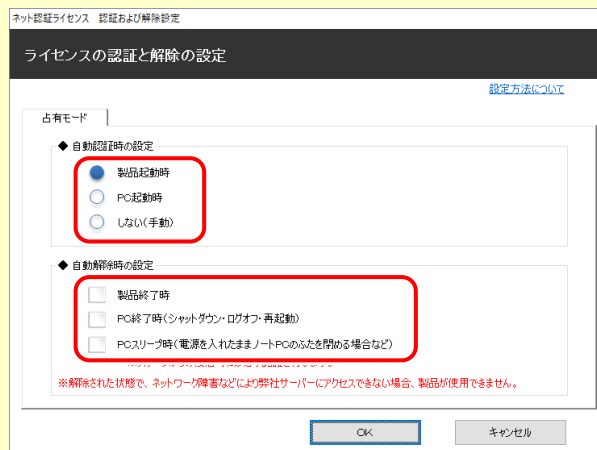 ネット認証ライセンス　認証および解除設定
ライセンスの認証と解除の設定
設定方法について
占有モード
◆ 自動認証時の設定
製品起動時
PC起動時
しない（手動）
◆ 自動解除時の設定
製品終了時
PC終了時（シャットダウン・ログオフ・再起動）
PCスリープ時（電源を入れたままノートPCのふたを閉める場合など）
※解除された状態で、ネットワーク障害などにより弊社サーバーにアクセスできない場合、製品が使用できません。
OK
キャンセル